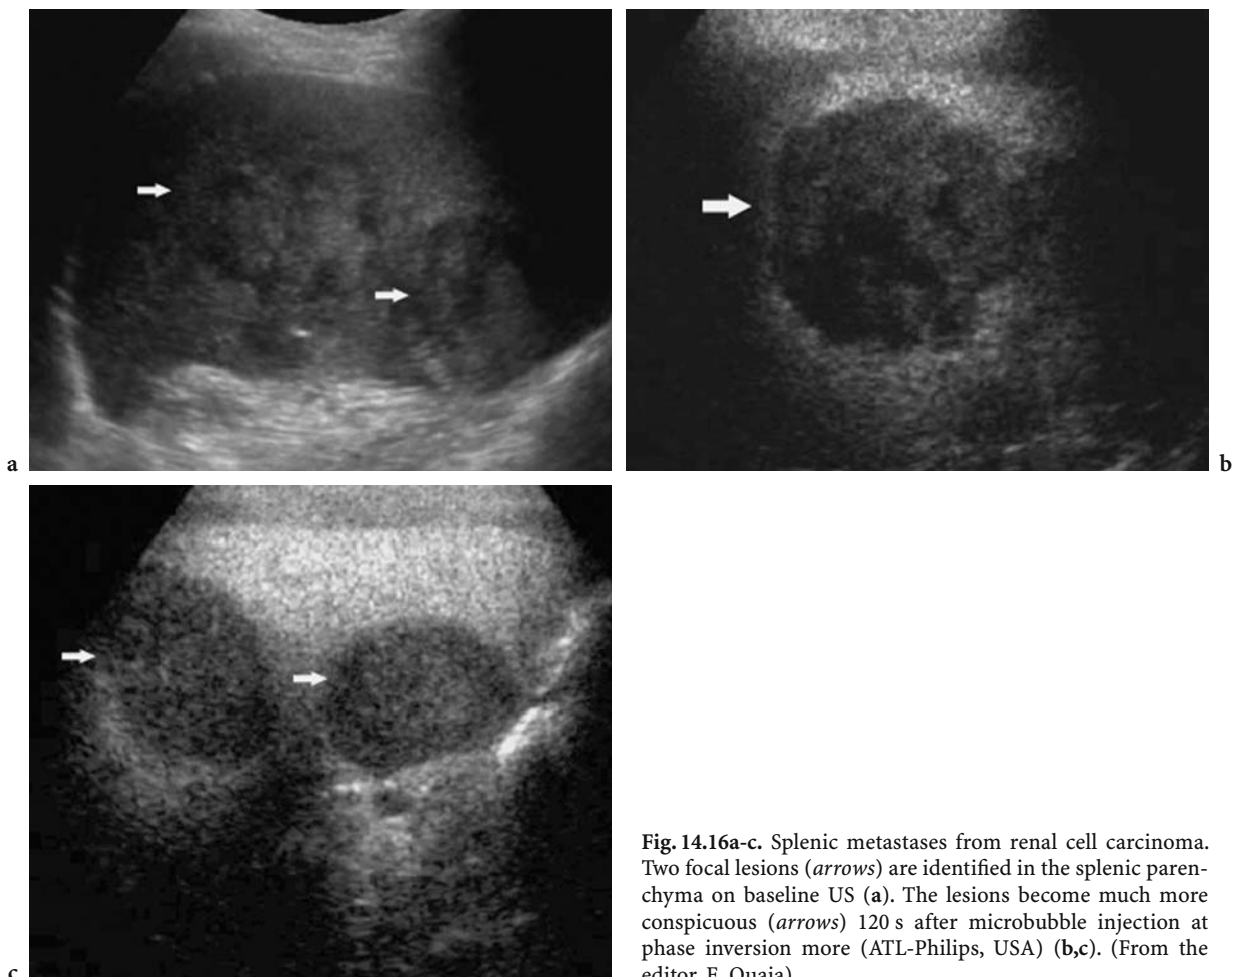 a
b
c
Fig. 14.16a-c. Splenic metastases from renal cell carcinoma.
Two focal lesions (arrows) are identified in the splenic paren-
chyma on baseline US (a). The lesions become much more
conspicuous (arrows) 120 s after microbubble injection at
phase inversion more (ATL-Philips, USA) (b,c). (From the
editor, E. Quaia)